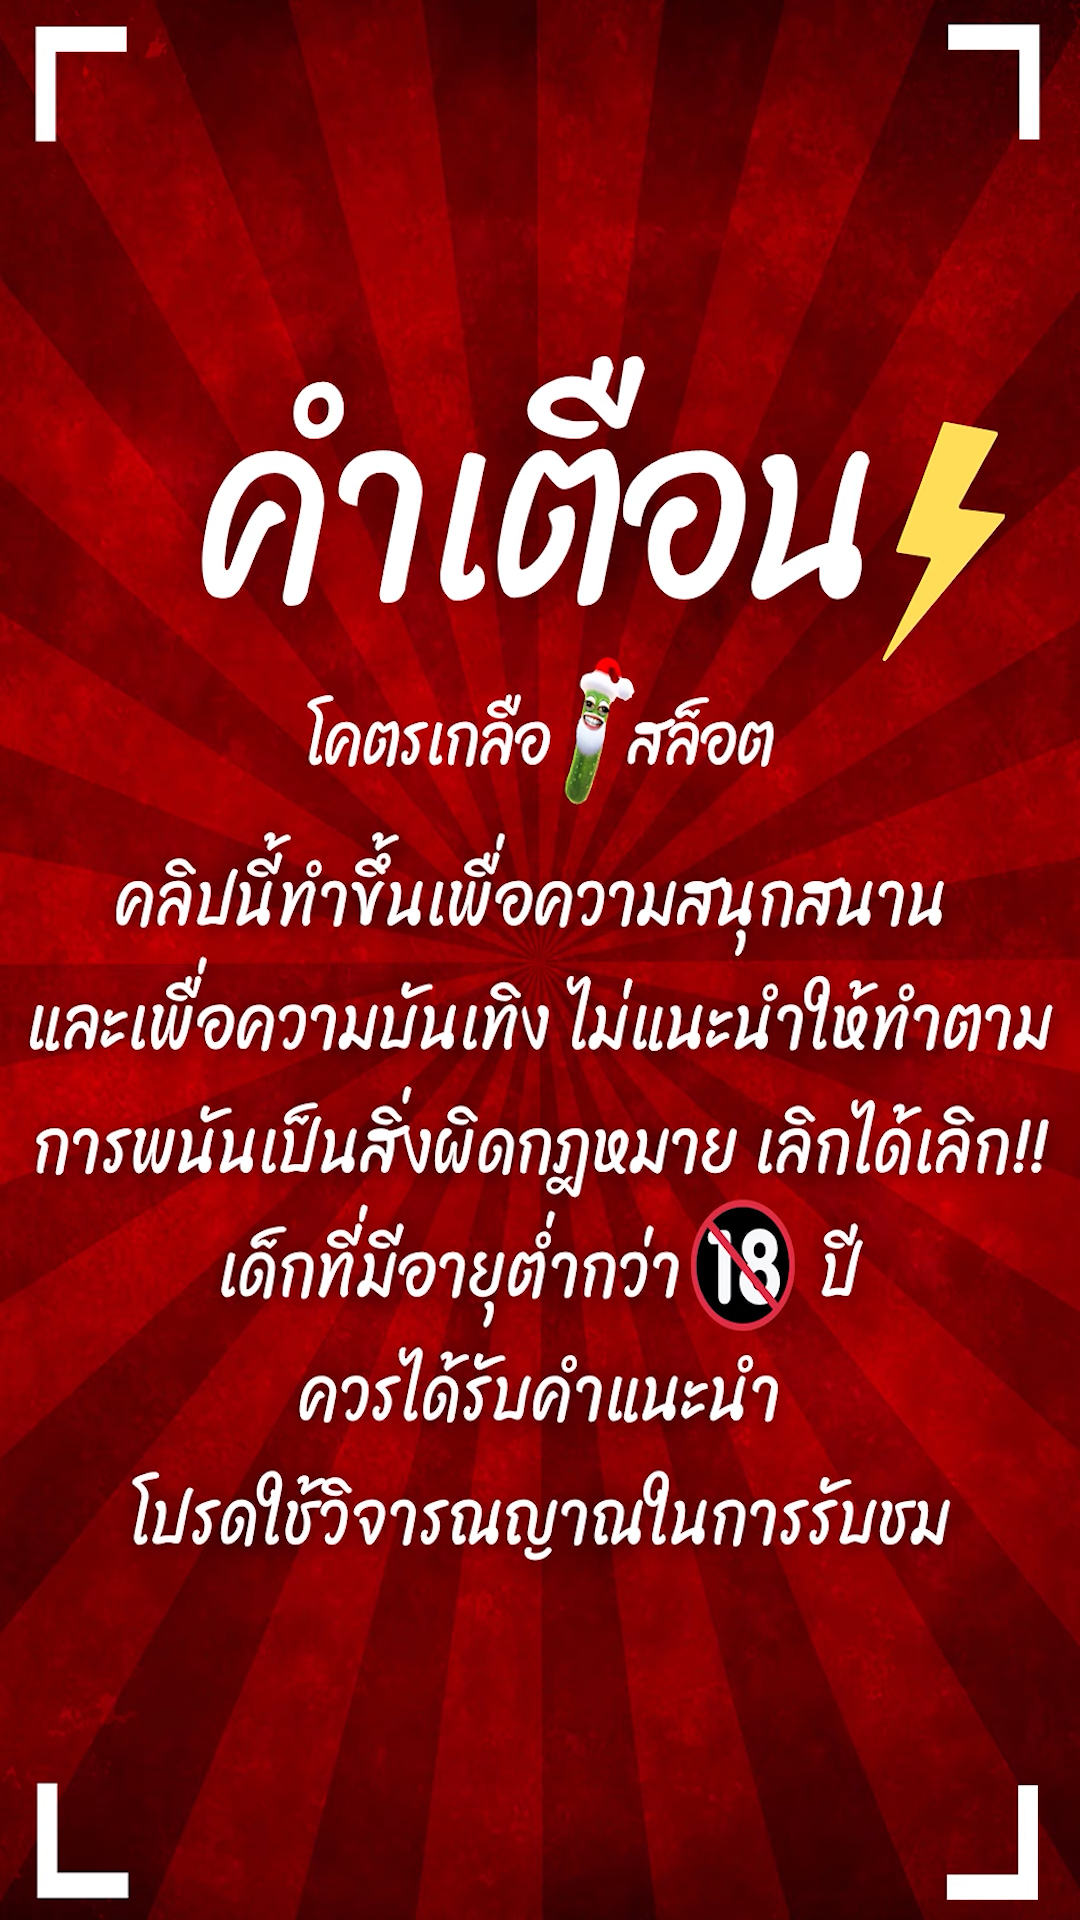 คำเตือน
โคตรเกลือ สล็อต
คลิปนี้ทำขึ้นเพื่อความสนุกสนาน
และเพื่อความบันเทิง ไม่แนะนำให้ทำตาม
การพนันเป็นสิ่งผิดกฎหมาย เลิกได้เลิก!!
เด็กที่มีอายุต่ำกว่า 18 ปี
ควรได้รับคำแนะนำ
โปรดใช้วิจารณญาณในการรับชม